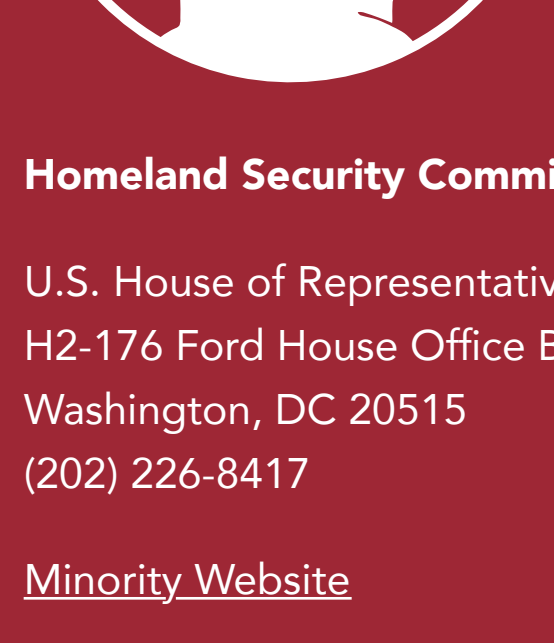 Homeland Security Commi
U.S. House of Representativ
H2-176 Ford House Office B
Washington, DC 20515
(202) 226-8417
Minority Website